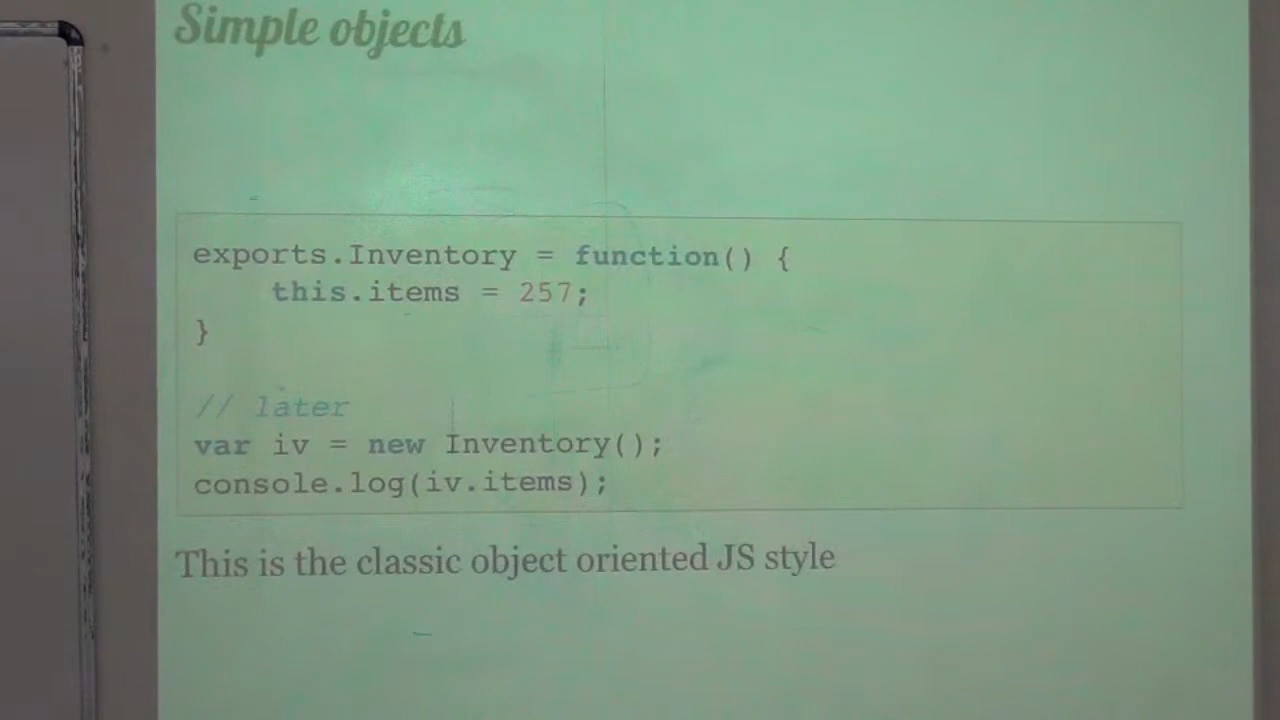 Simple objects
exports.Inventory = function() {
    this.items = 257;
}
// later
var iv = new Inventory();
console.log(iv.items);
This is the classic object oriented JS style